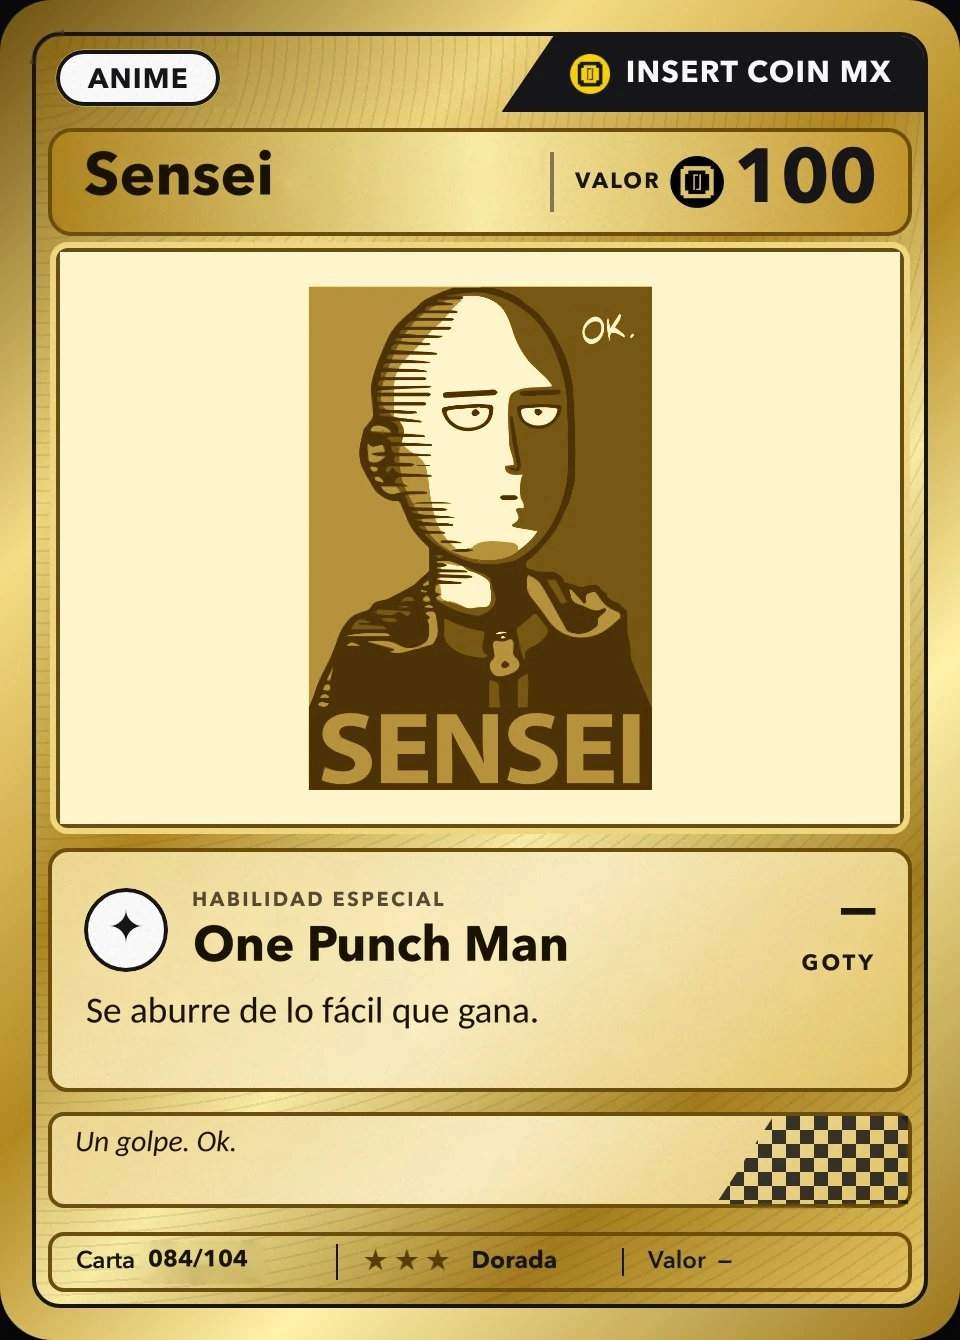 ANIME
INSERT COIN MX
Sensei
VALOR 100
OK.
SENSEI
HABILIDAD ESPECIAL
One Punch Man
–
GOTY
Se aburre de lo fácil que gana.
Un golpe. Ok.
Carta 084/104 ★★★ Dorada Valor –